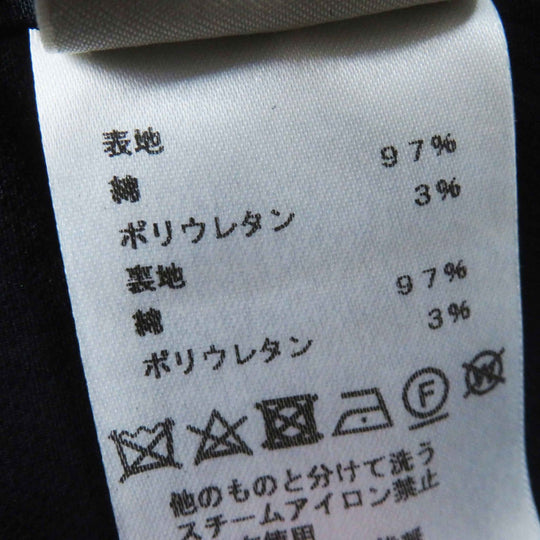 表地
綿 97%
ポリウレタン 3%
裏地
綿 97%
ポリウレタン 3%
F W
他のものと分けて洗う
スチームアイロン禁止
使用